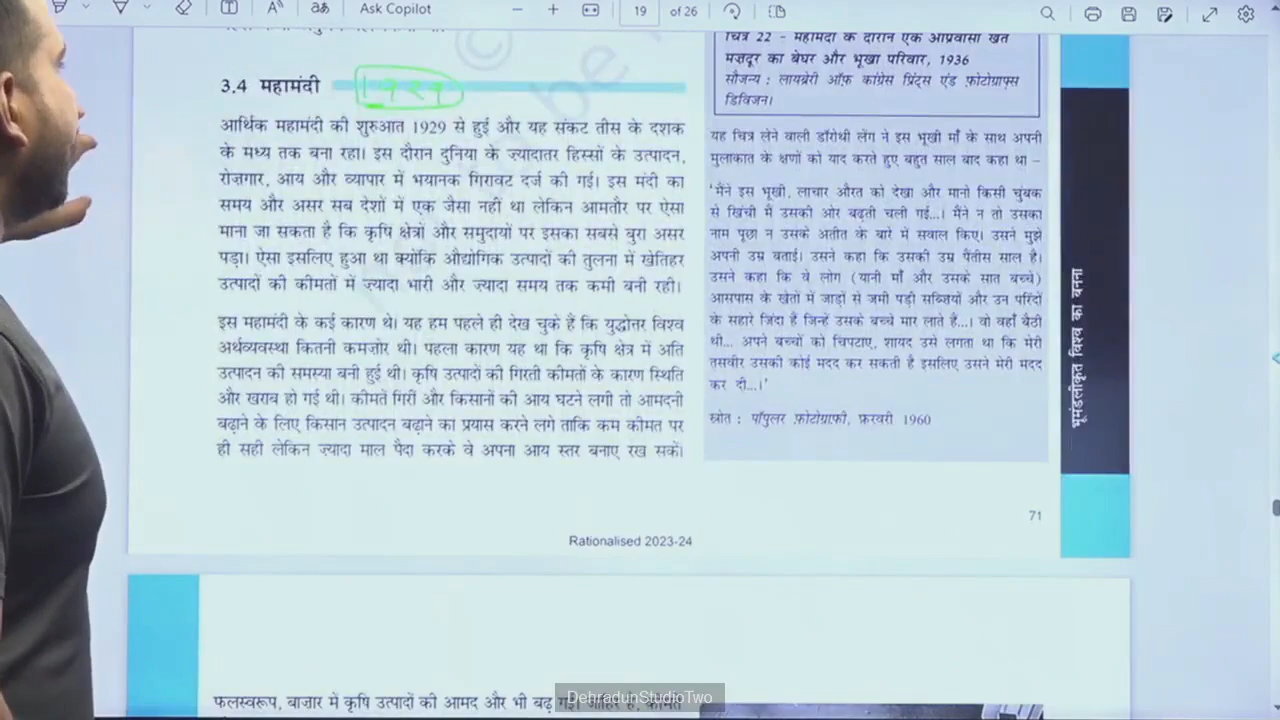 Ask Copilot
19 of 26
चित्र 22 – महामंदी के दौरान एक आप्रवासी खेत
मज़दूर का बेघर और भूखा परिवार, 1936
सौजन्य : लायब्रेरी ऑफ़ कांग्रेस प्रिंट्स एंड फ़ोटोग्राफ़्स
डिविजन।
3.4 महामंदी
1929
आर्थिक महामंदी की शुरुआत 1929 से हुई और यह संकट तीस के दशक
के मध्य तक बना रहा। इस दौरान दुनिया के ज़्यादातर हिस्सों के उत्पादन,
रोज़गार, आय और व्यापार में भयानक गिरावट दर्ज की गई। इस मंदी का
समय और असर सब देशों में एक जैसा नहीं था लेकिन आमतौर पर ऐसा
माना जा सकता है कि कृषि क्षेत्रों और समुदायों पर इसका सबसे बुरा असर
पड़ा। ऐसा इसलिए हुआ था क्योंकि औद्योगिक उत्पादों की तुलना में खेतिहर
उत्पादों की कीमतों में ज़्यादा भारी और ज़्यादा समय तक कमी बनी रही।
इस महामंदी के कई कारण थे। यह हम पहले ही देख चुके हैं कि युद्धोत्तर विश्व
अर्थव्यवस्था कितनी कमज़ोर थी। पहला कारण यह था कि कृषि क्षेत्र में अति
उत्पादन की समस्या बनी हुई थी। कृषि उत्पादों की गिरती कीमतों के कारण स्थिति
और खराब हो गई थी। कीमतें गिरीं और किसानों की आय घटने लगी तो आमदनी
बढ़ाने के लिए किसान उत्पादन बढ़ाने का प्रयास करने लगे ताकि कम कीमत पर
ही सही लेकिन ज़्यादा माल पैदा करके वे अपना आय स्तर बनाए रख सकें।
यह चित्र लेने वाली डॉरोथी लेंग ने इस भूखी माँ के साथ अपनी
मुलाकात के क्षणों को याद करते हुए बहुत साल बाद कहा था –
'मैंने इस भूखी, लाचार औरत को देखा और मानो किसी चुंबक
से खिंची मैं उसकी ओर बढ़ती चली गई...। मैंने न तो उसका
नाम पूछा न उसके अतीत के बारे में सवाल किए। उसने मुझे
अपनी उम्र बताई। उसने कहा कि उसकी उम्र पैंतीस साल है।
उसने कहा कि वे लोग (यानी माँ और उसके सात बच्चे)
आसपास के खेतों में जाड़ों से जमी पड़ी सब्ज़ियों और उन परिंदों
के सहारे ज़िंदा हैं जिन्हें उसके बच्चे मार लाते हैं...। वो वहाँ बैठी
थी... अपने बच्चों को चिपटाए, शायद उसे लगता था कि मेरी
तसवीर उसकी कोई मदद कर सकती है इसलिए उसने मेरी मदद
कर दी...।'
स्रोत : पॉपुलर फ़ोटोग्राफी, फ़रवरी 1960
भूमंडलीकृत विश्व का बनना
71
Rationalised 2023-24
फलस्वरूप, बाज़ार में कृषि उत्पादों की आमद और भी बढ़ गई। ज़ाहिर है, कीमतें
DehradunStudioTwo